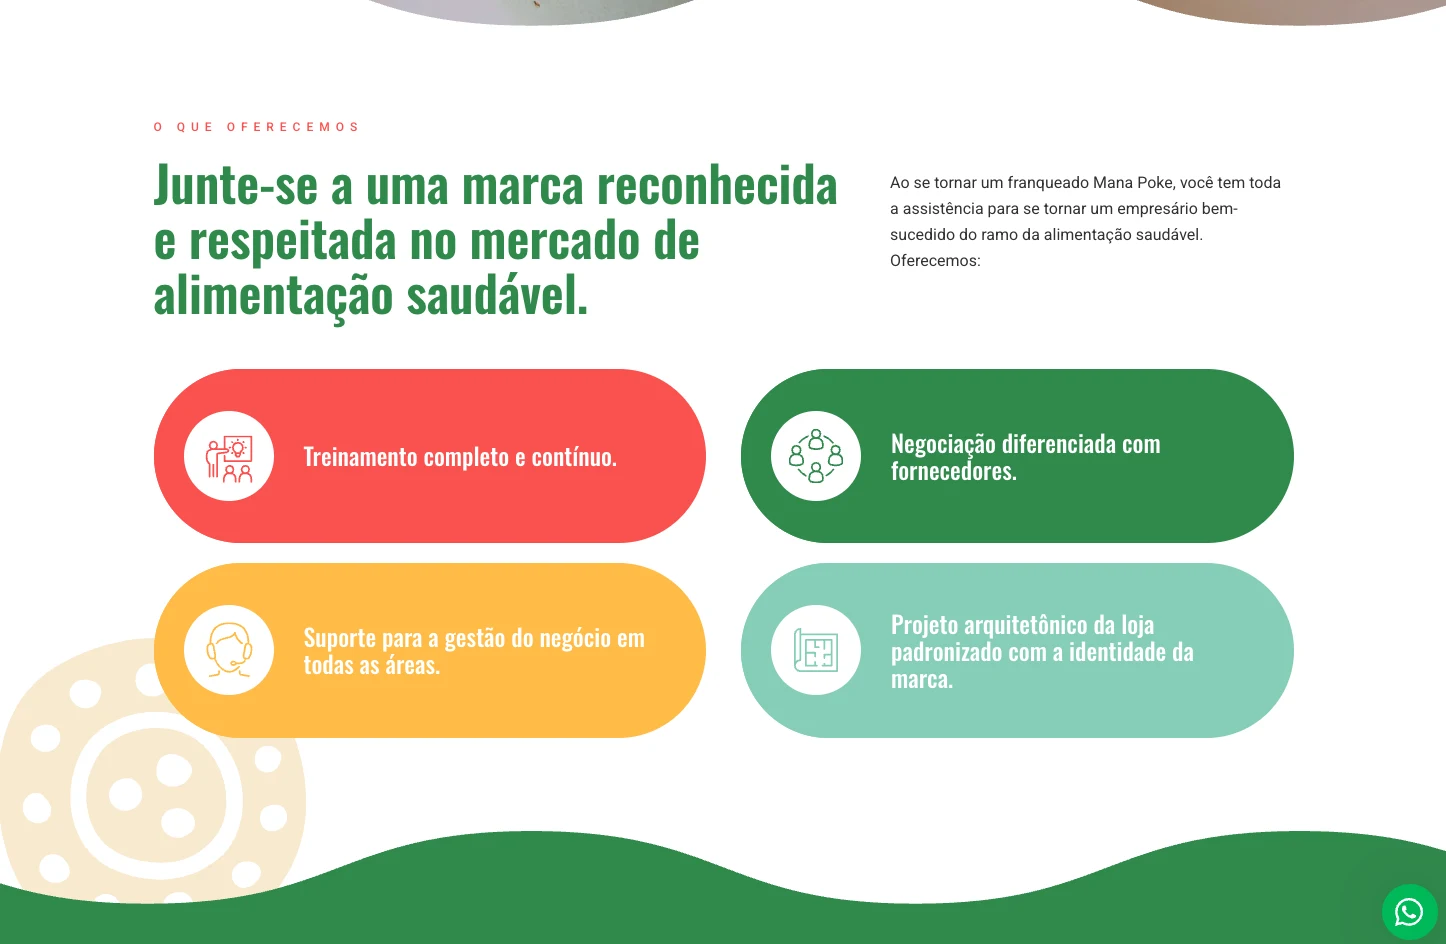 O QUE OFERECEMOS
Junte-se a uma marca reconhecida
e respeitada no mercado de
alimentação saudável.
Ao se tornar um franqueado Mana Poke, você tem toda
a assistência para se tornar um empresário bem-
sucedido do ramo da alimentação saudável.
Oferecemos:
Treinamento completo e contínuo.
Negociação diferenciada com
fornecedores.
Suporte para a gestão do negócio em
todas as áreas.
Projeto arquitetônico da loja
padronizado com a identidade da
marca.